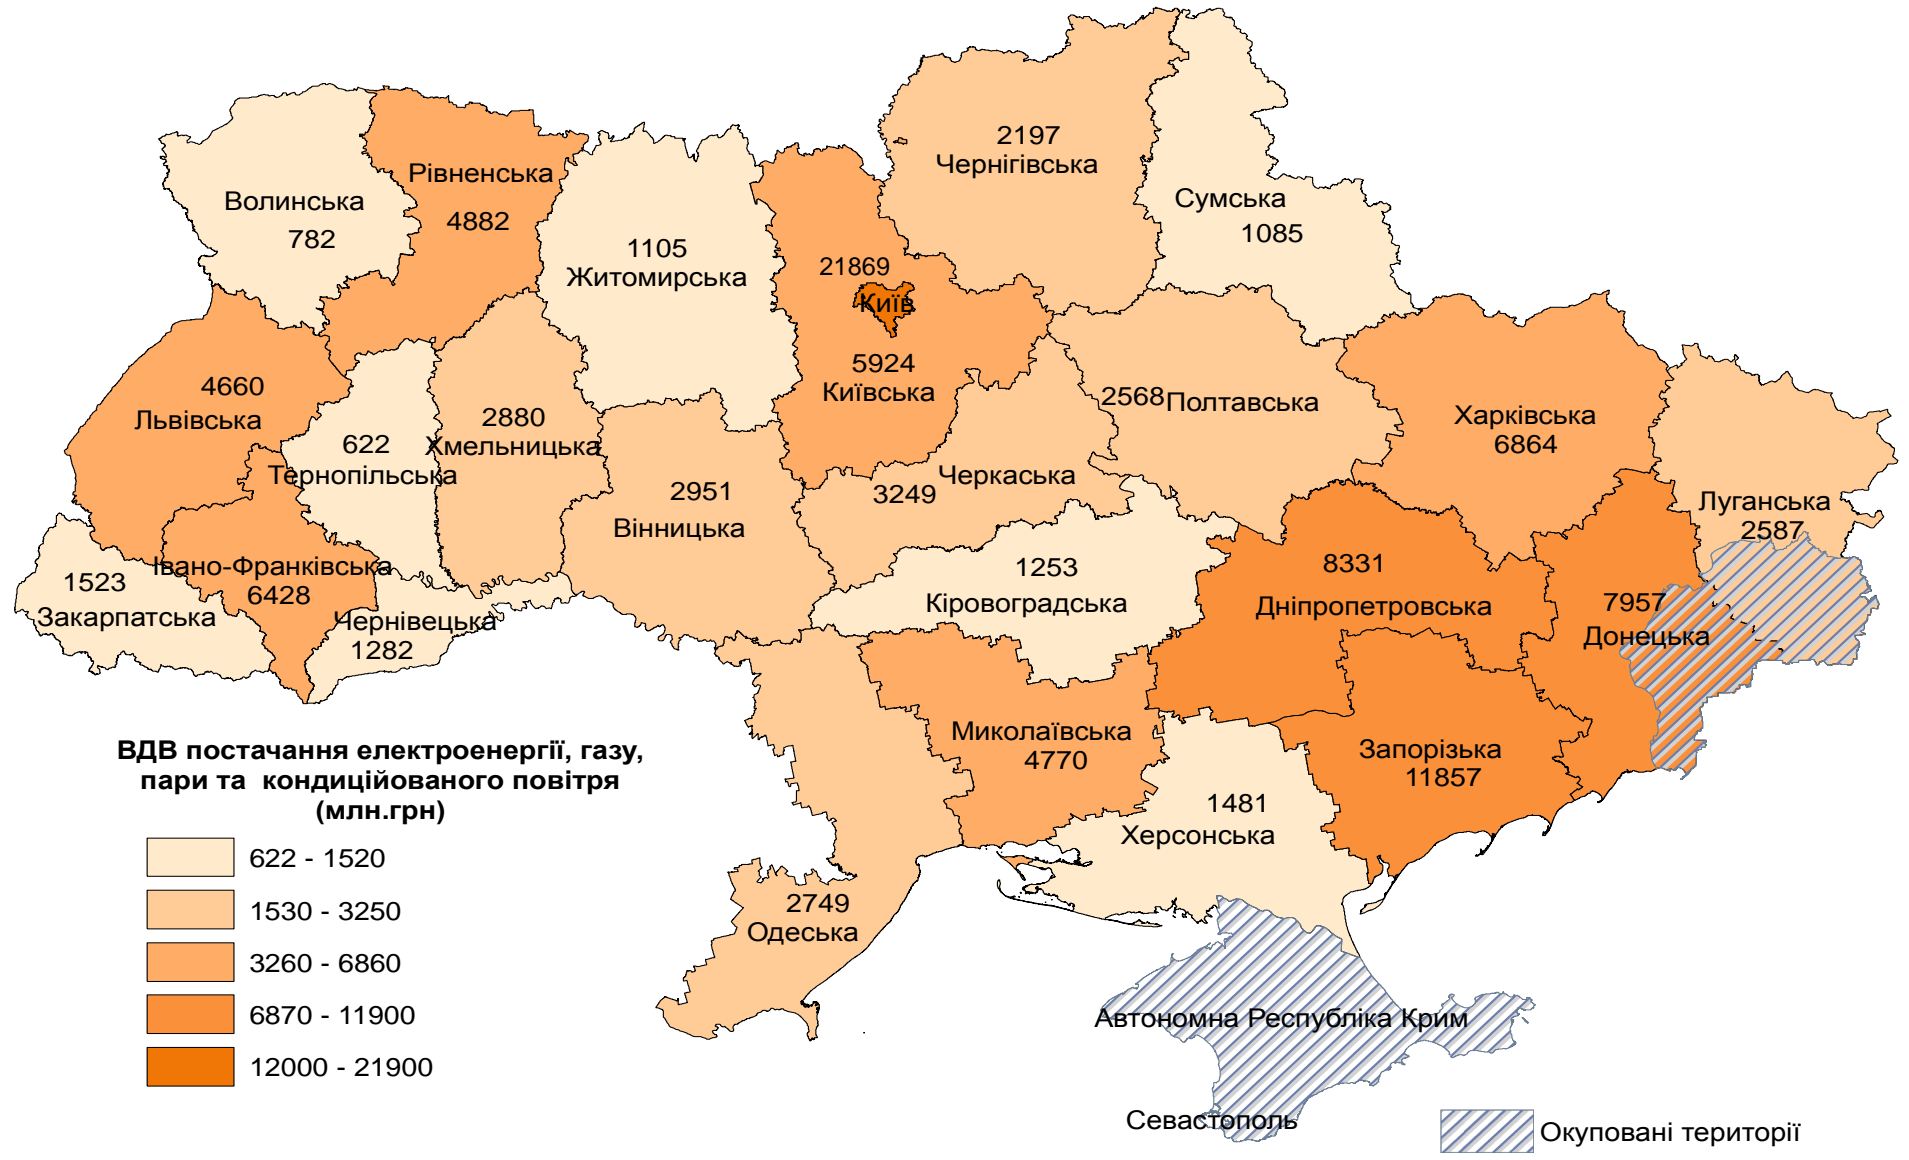 2197
Чернігівська
Рівненська
4882
Волинська
782
Сумська
1085
1105
Житомирська
21869
Київ
5924
Київська
4660
Львівська
2880
Хмельницька
622
Тернопільська
2568 Полтавська
Харківська
6864
Черкаська
3249
2951
Вінницька
Луганська
2587
1523
Закарпатська
Івано-Франківська
6428
Чернівецька
1282
1253
Кіровоградська
8331
Дніпропетровська
7957
Донецька
Миколаївська
4770
Запорізька
11857
1481
Херсонська
2749
Одеська
Автономна Республіка Крим
Севастополь
ВДВ постачання електроенергії, газу,
пари та кондиційованого повітря
(млн.грн)
622 - 1520
1530 - 3250
3260 - 6860
6870 - 11900
12000 - 21900
Окуповані території